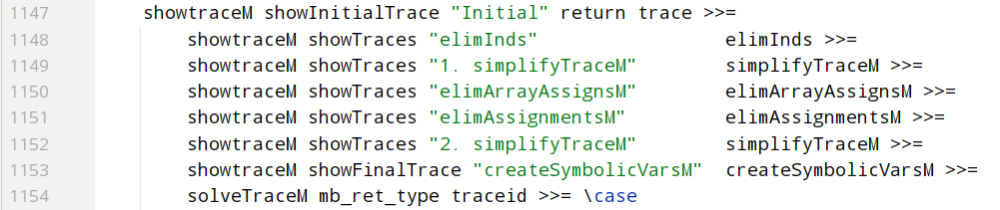 1147 showtraceM showInitialTrace "Initial" return trace >>=
1148 showtraceM showTraces "elimInds" elimInds >>=
1149 showtraceM showTraces "1. simplifyTraceM" simplifyTraceM >>=
1150 showtraceM showTraces "elimArrayAssignsM" elimArrayAssignsM >>=
1151 showtraceM showTraces "elimAssignmentsM" elimAssignmentsM >>=
1152 showtraceM showTraces "2. simplifyTraceM" simplifyTraceM >>=
1153 showtraceM showFinalTrace "createSymbolicVarsM" createSymbolicVarsM >>=
1154 solveTraceM mb_ret_type traceid >>= \case